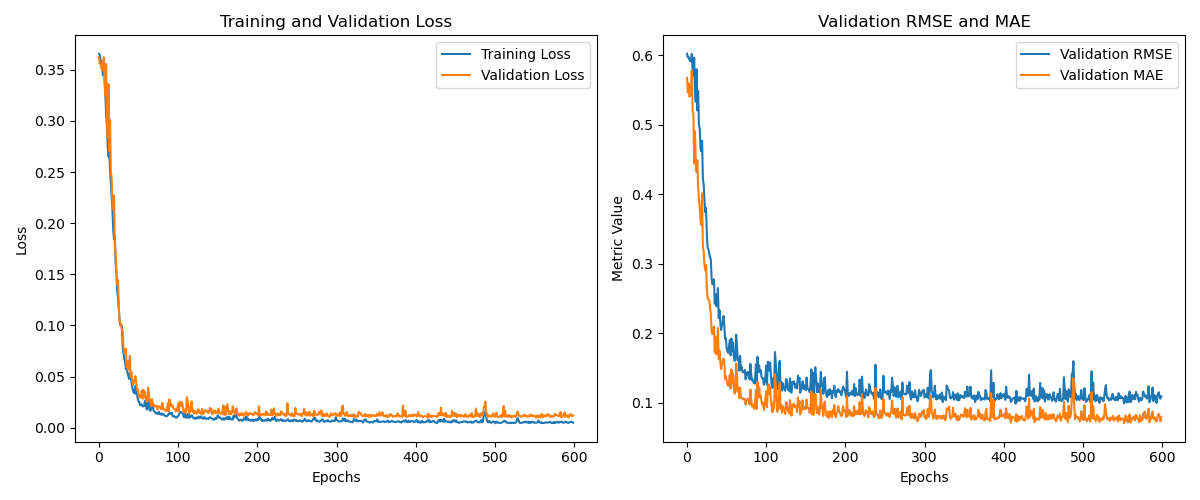 Training and Validation Loss
Training Loss
Validation Loss
0.35
0.30
0.25
0.20
0.15
0.10
0.05
0.00
Loss
0 100 200 300 400 500 600
Epochs
Validation RMSE and MAE
Validation RMSE
Validation MAE
0.6
0.5
0.4
0.3
0.2
0.1
Metric Value
0 100 200 300 400 500 600
Epochs